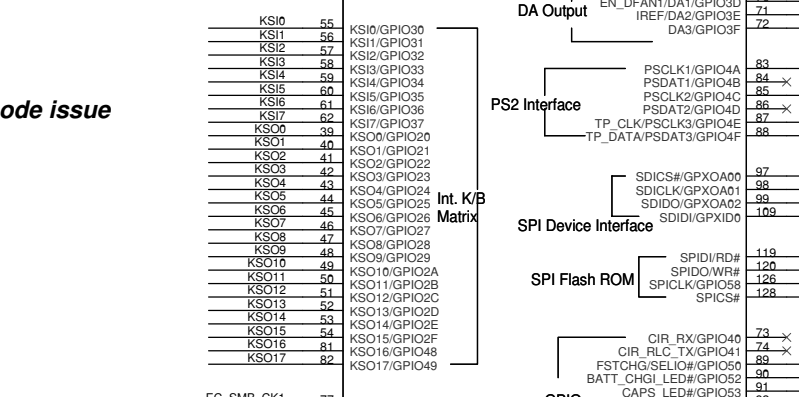 EN_DFAN1/DA1/GPIO3D
DA Output IREF/DA2/GPIO3E 71
DA3/GPIO3F 72
KSI0 55 KSI0/GPIO30
KSI1 56 KSI1/GPIO31
KSI2 57 KSI2/GPIO32
KSI3 58 KSI3/GPIO33
KSI4 59 KSI4/GPIO34
KSI5 60 KSI5/GPIO35
KSI6 61 KSI6/GPIO36
KSI7 62 KSI7/GPIO37
KSO0 39 KSO0/GPIO20
KSO1 40 KSO1/GPIO21
KSO2 41 KSO2/GPIO22
KSO3 42 KSO3/GPIO23
KSO4 43 KSO4/GPIO24
KSO5 44 KSO5/GPIO25
KSO6 45 KSO6/GPIO26
KSO7 46 KSO7/GPIO27
KSO8 47 KSO8/GPIO28
KSO9 48 KSO9/GPIO29
KSO10 49 KSO10/GPIO2A
KSO11 50 KSO11/GPIO2B
KSO12 51 KSO12/GPIO2C
KSO13 52 KSO13/GPIO2D
KSO14 53 KSO14/GPIO2E
KSO15 54 KSO15/GPIO2F
KSO16 81 KSO16/GPIO48
KSO17 82 KSO17/GPIO49
ode issue
Int. K/B
Matrix
PS2 Interface
PSCLK1/GPIO4A 83
PSDAT1/GPIO4B 84
PSCLK2/GPIO4C 85
PSDAT2/GPIO4D 86
TP_CLK/PSCLK3/GPIO4E 87
TP_DATA/PSDAT3/GPIO4F 88
SDICS#/GPXOA00 97
SDICLK/GPXOA01 98
SDIDO/GPXOA02 99
SDIDI/GPXID0 109
SPI Device Interface
SPI Flash ROM
SPIDI/RD# 119
SPIDO/WR# 120
SPICLK/GPIO58 126
SPICS# 128
CIR_RX/GPIO40 73
CIR_RLC_TX/GPIO41 74
FSTCHG/SELIO#/GPIO50 89
BATT_CHGI_LED#/GPIO52 90
CAPS_LED#/GPIO53 91
GPIO
EC_SMB_CK1 77